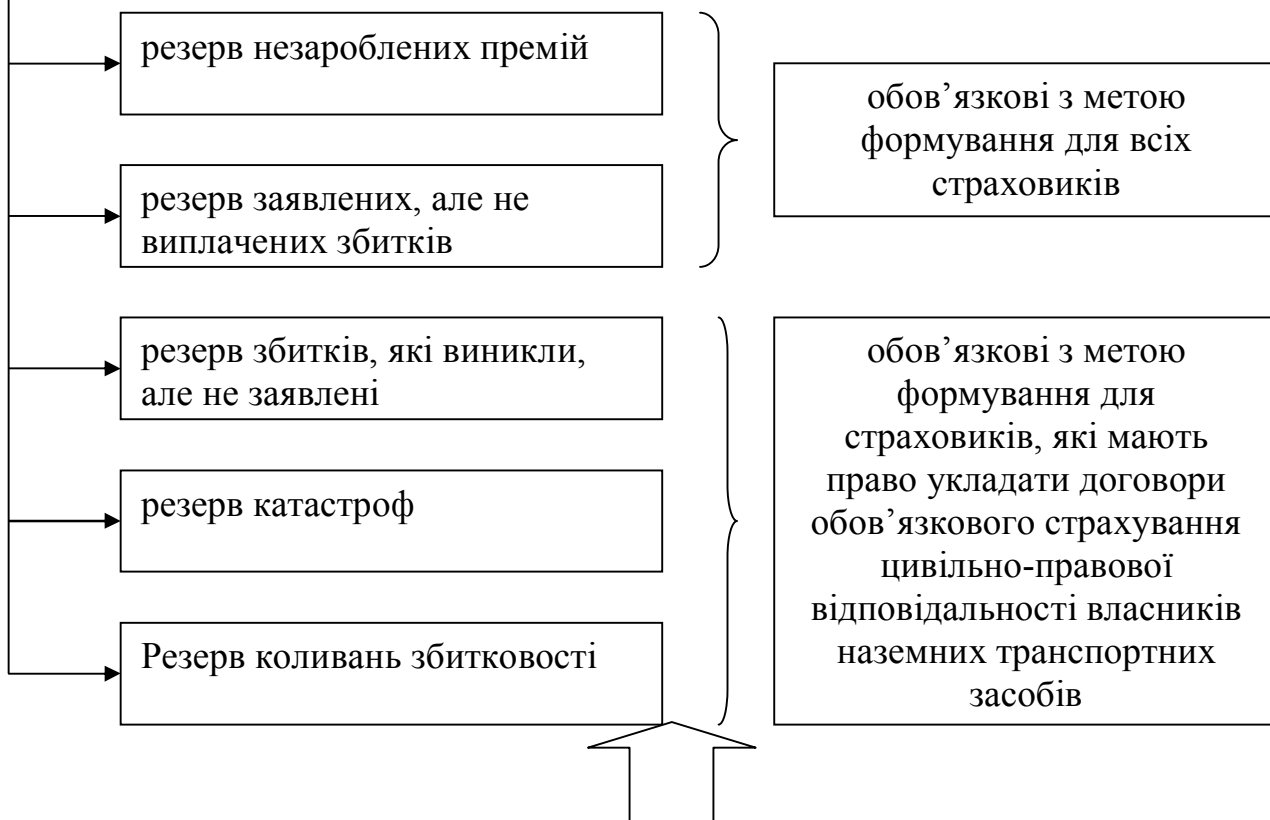 резерв незароблених премій
обов’язкові з метою
формування для всіх
страховиків
резерв заявлених, але не
виплачених збитків
резерв збитків, які виникли,
але не заявлені
резерв катастроф
Резерв коливань збитковості
обов’язкові з метою
формування для
страховиків, які мають
право укладати договори
обов’язкового страхування
цивільно-правової
відповідальності власників
наземних транспортних
засобів